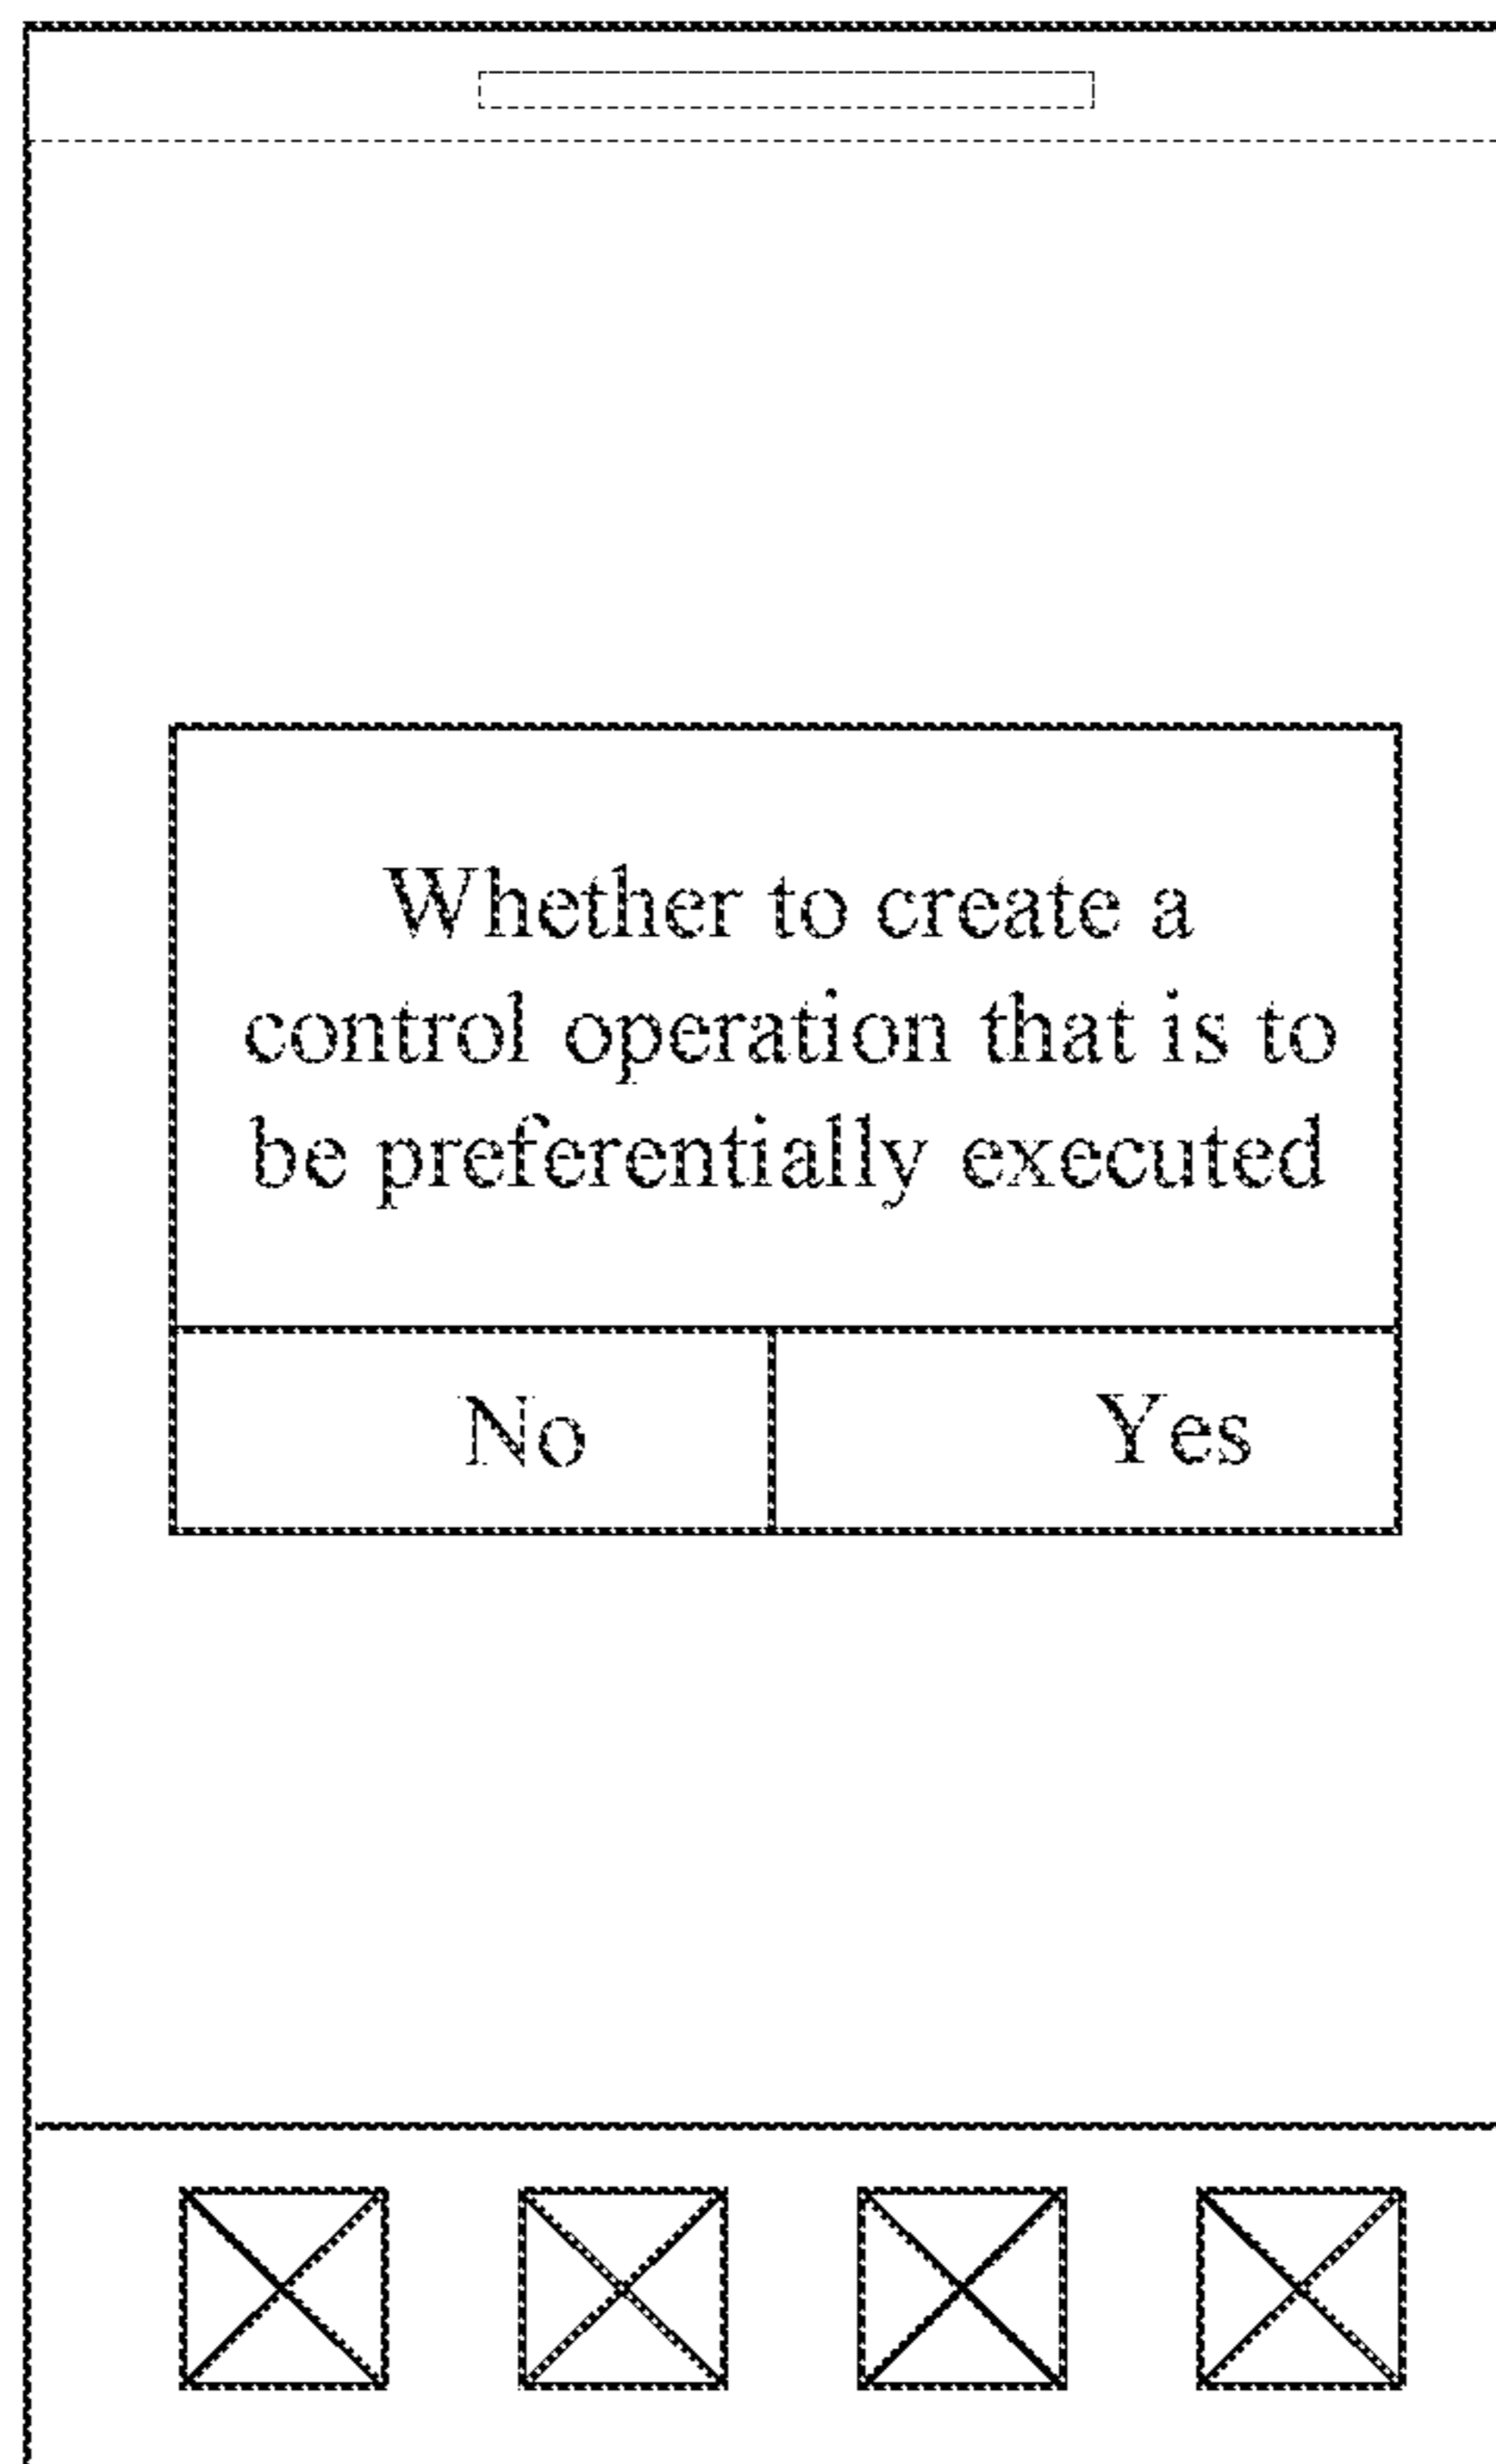 Whether to create a
control operation that is to
be preferentially executed
No Yes